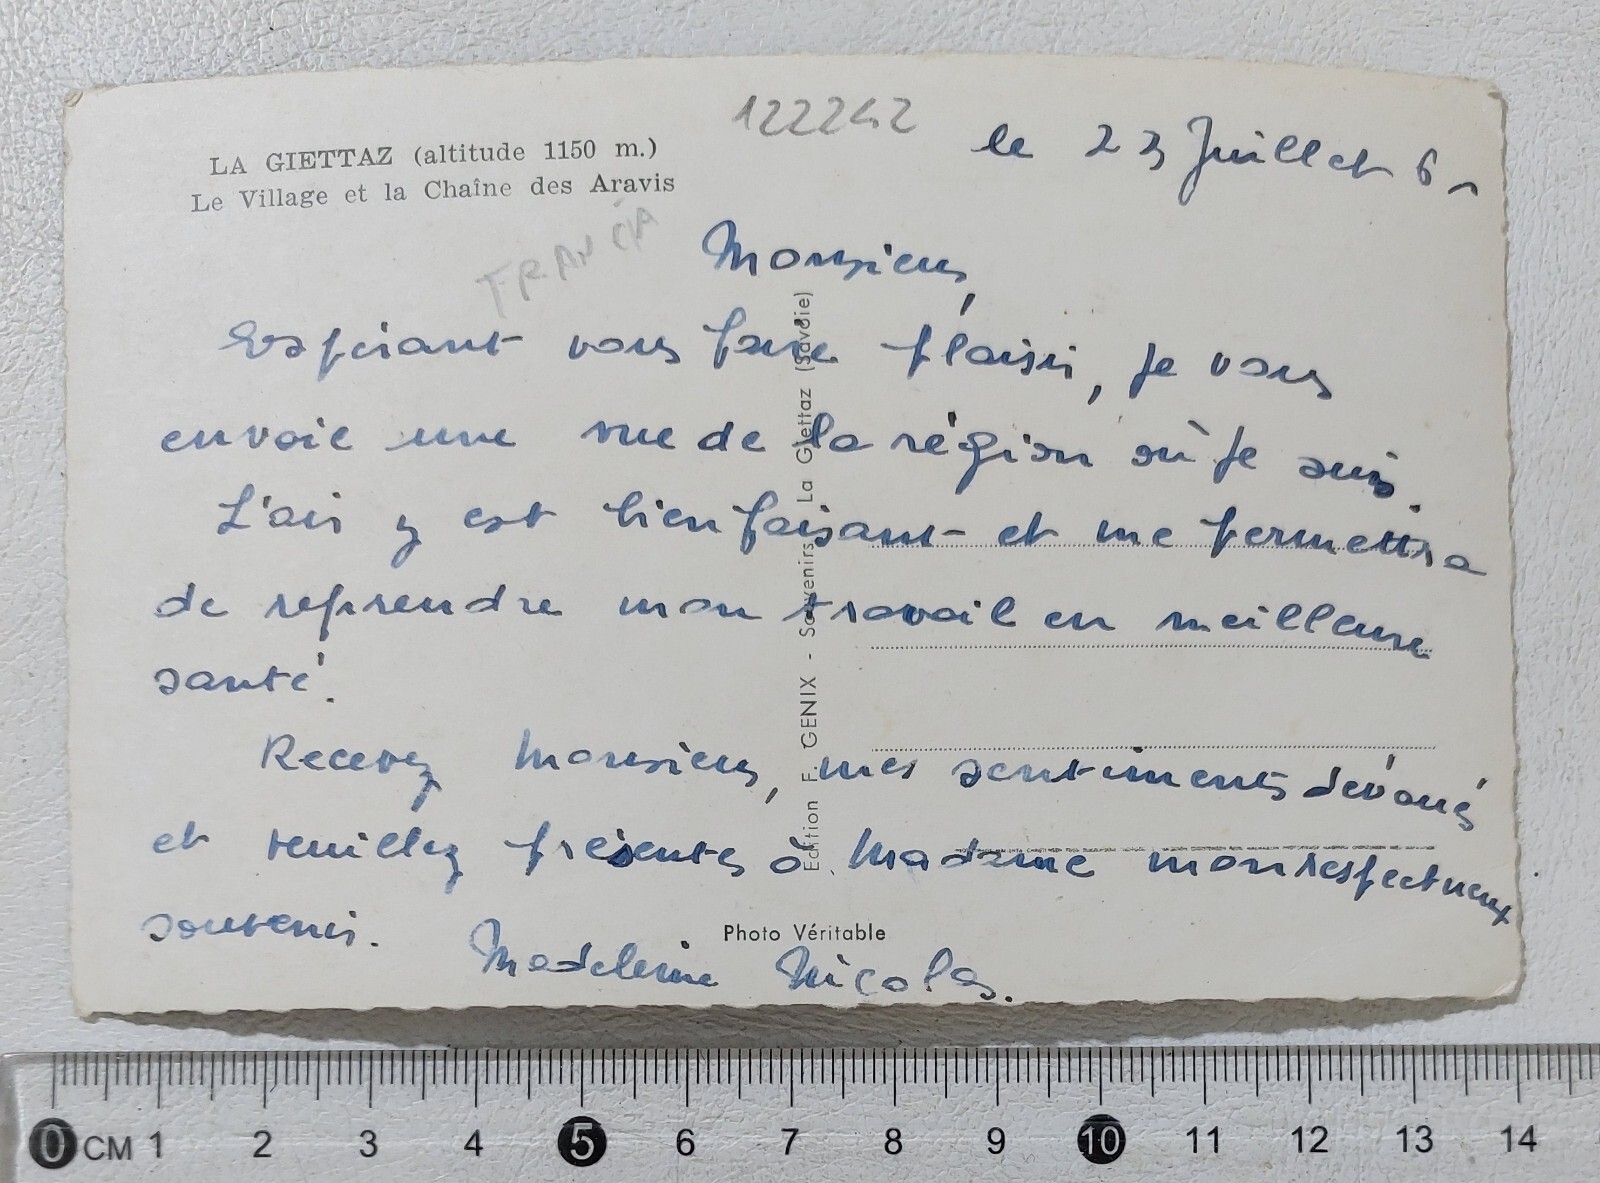 122242
le 23 Juillet 61
LA GIETTAZ (altitude 1150 m.)
Le Village et la Chaîne des Aravis
FRANCIA
Monsieur,
Espérant vous faire plaisir, je vous
envoie une vue de la région où je suis.
L'air y est bienfaisant et me permettra
de reprendre mon travail en meilleure
santé.
Recevez Monsieur, mes sentiments dévoués
et veuillez présenter à Madame mon respectueux
souvenir.
Madeleine Nicolas.
Edition F. GENIX - Souvenirs La Giettaz (Savoie)
Photo Véritable
0 CM 1 2 3 4 5 6 7 8 9 10 11 12 13 14